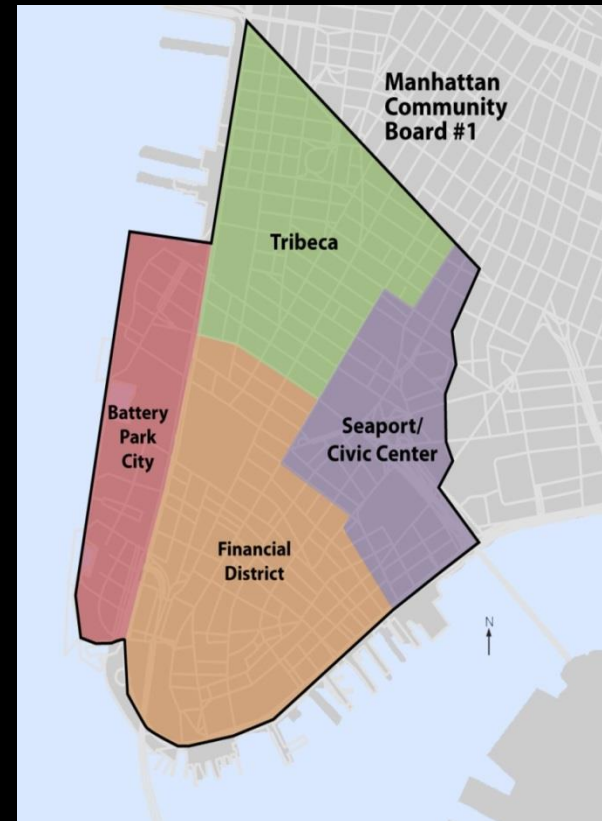 Manhattan
Community
Board #1
Tribeca
Battery
Park
City
Seaport/
Civic Center
Financial
District
N